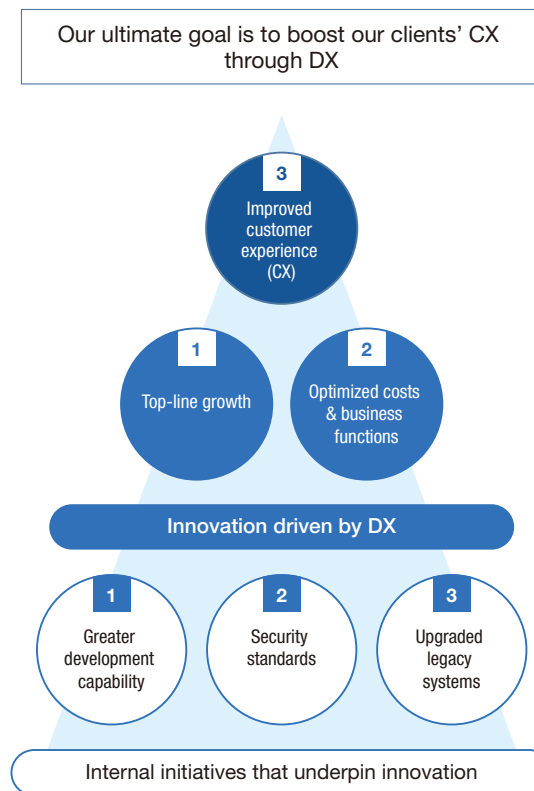 Our ultimate goal is to boost our clients’ CX
through DX
3
Improved
customer
experience
(CX)
1
Top-line growth
2
Optimized costs
& business
functions
Innovation driven by DX
1
Greater
development
capability
2
Security
standards
3
Upgraded
legacy
systems
Internal initiatives that underpin innovation